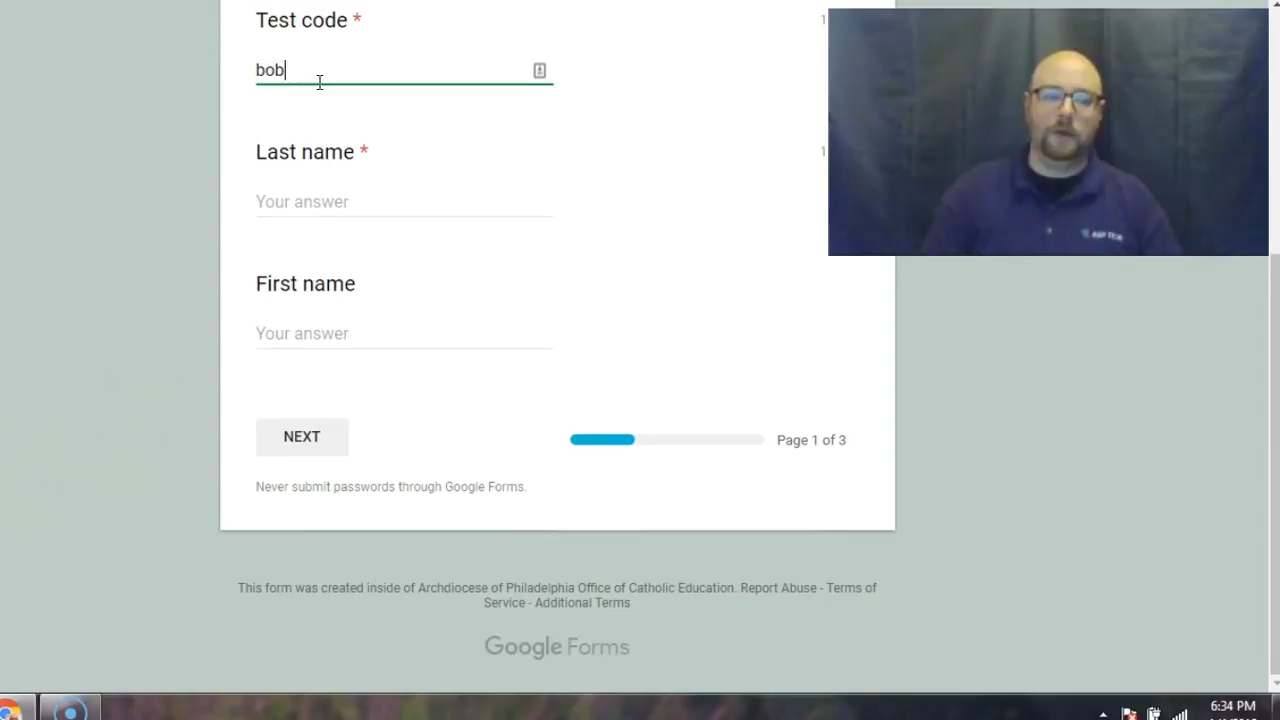 Test code *
1
bob
Last name *
1
Your answer
First name
Your answer
NEXT
Page 1 of 3
Never submit passwords through Google Forms.
This form was created inside of Archdiocese of Philadelphia Office of Catholic Education. Report Abuse - Terms of
Service - Additional Terms
Google Forms
6:34 PM